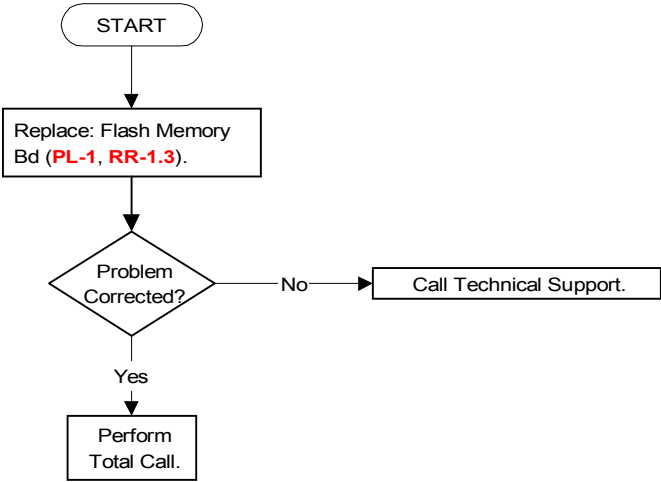 START
Replace: Flash Memory
Bd (PL-1, RR-1.3).
Problem
Corrected?
No
Call Technical Support.
Yes
Perform
Total Call.